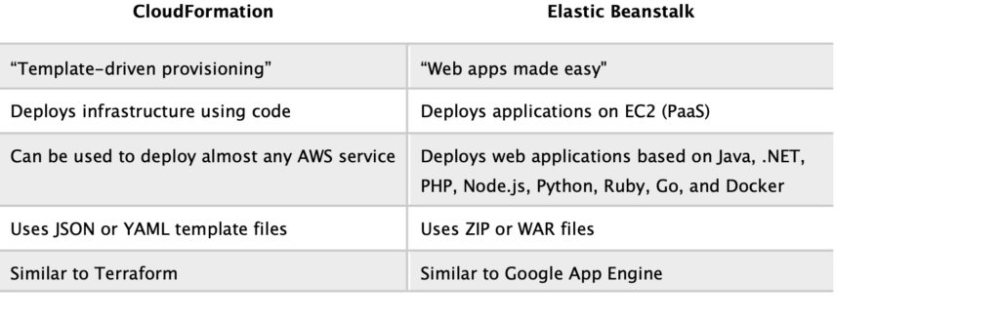 CloudFormation Elastic Beanstalk
“Template-driven provisioning” “Web apps made easy"
Deploys infrastructure using code Deploys applications on EC2 (PaaS)
Can be used to deploy almost any AWS service Deploys web applications based on Java, .NET,
PHP, Node.js, Python, Ruby, Go, and Docker
Uses JSON or YAML template files Uses ZIP or WAR files
Similar to Terraform Similar to Google App Engine